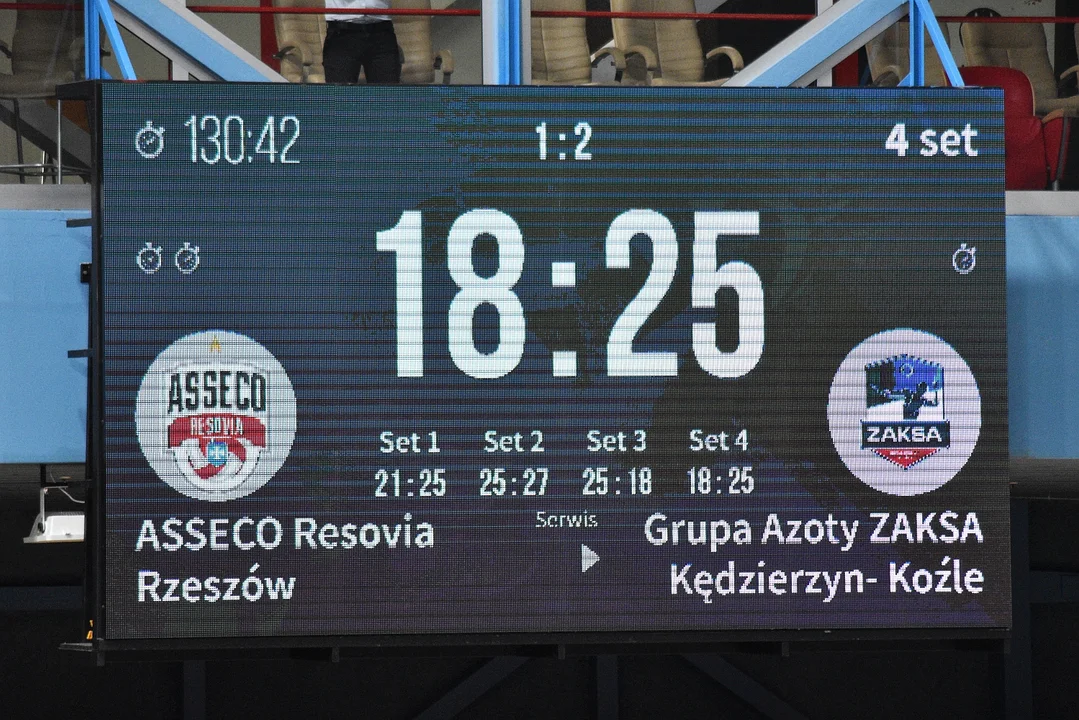 130:42
1:2
4 set
18:25
ASSECO
RESOVIA
ZAKSA
Set 1 Set 2 Set 3 Set 4
21:25 25:27 25:18 18:25
Serwis
ASSECO Resovia
Rzeszów
Grupa Azoty ZAKSA
Kędzierzyn- Koźle